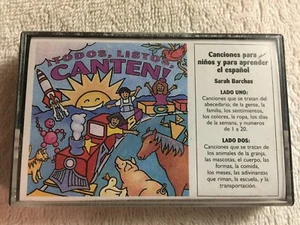 ¡TODOS, LISTOS,
CANTEN!
Canciones para
niños y para aprender
el español
Sarah Barchas
LADO UNO:
Canciones que se tratan del
abecedario; de la gente, la
familia, los sentimientos,
los colores, la ropa, los días
de la semana, y números
de 1 a 20.
LADO DOS:
Canciones que se tratan de
los animales de la granja,
las mascotas, el cuerpo, las
formas, la comida, los
meses, las adivinanzas
que riman, la escuela, y la
transportación.